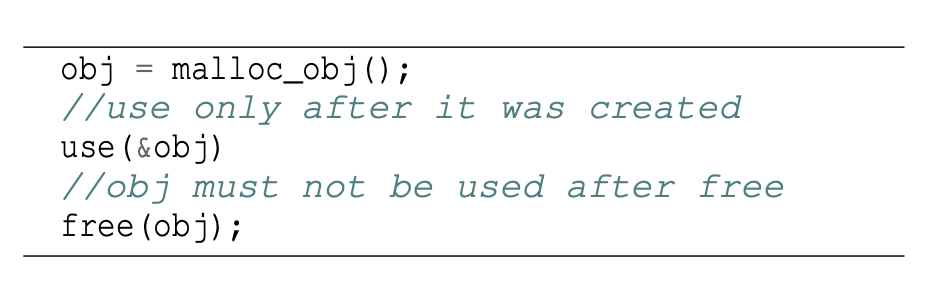 obj = malloc_obj();
//use only after it was created
use(&obj)
//obj must not be used after free
free(obj);